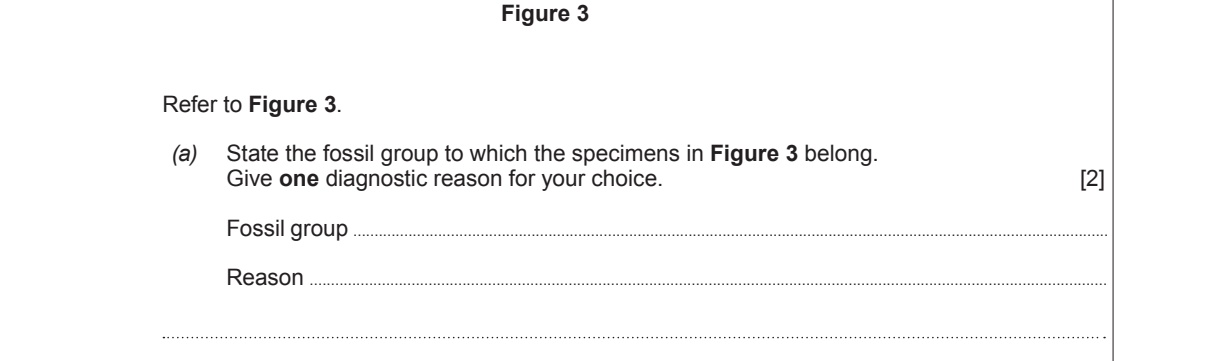 Figure 3
Refer to Figure 3.
(a) State the fossil group to which the specimens in Figure 3 belong.
Give one diagnostic reason for your choice. [2]
Fossil group
Reason